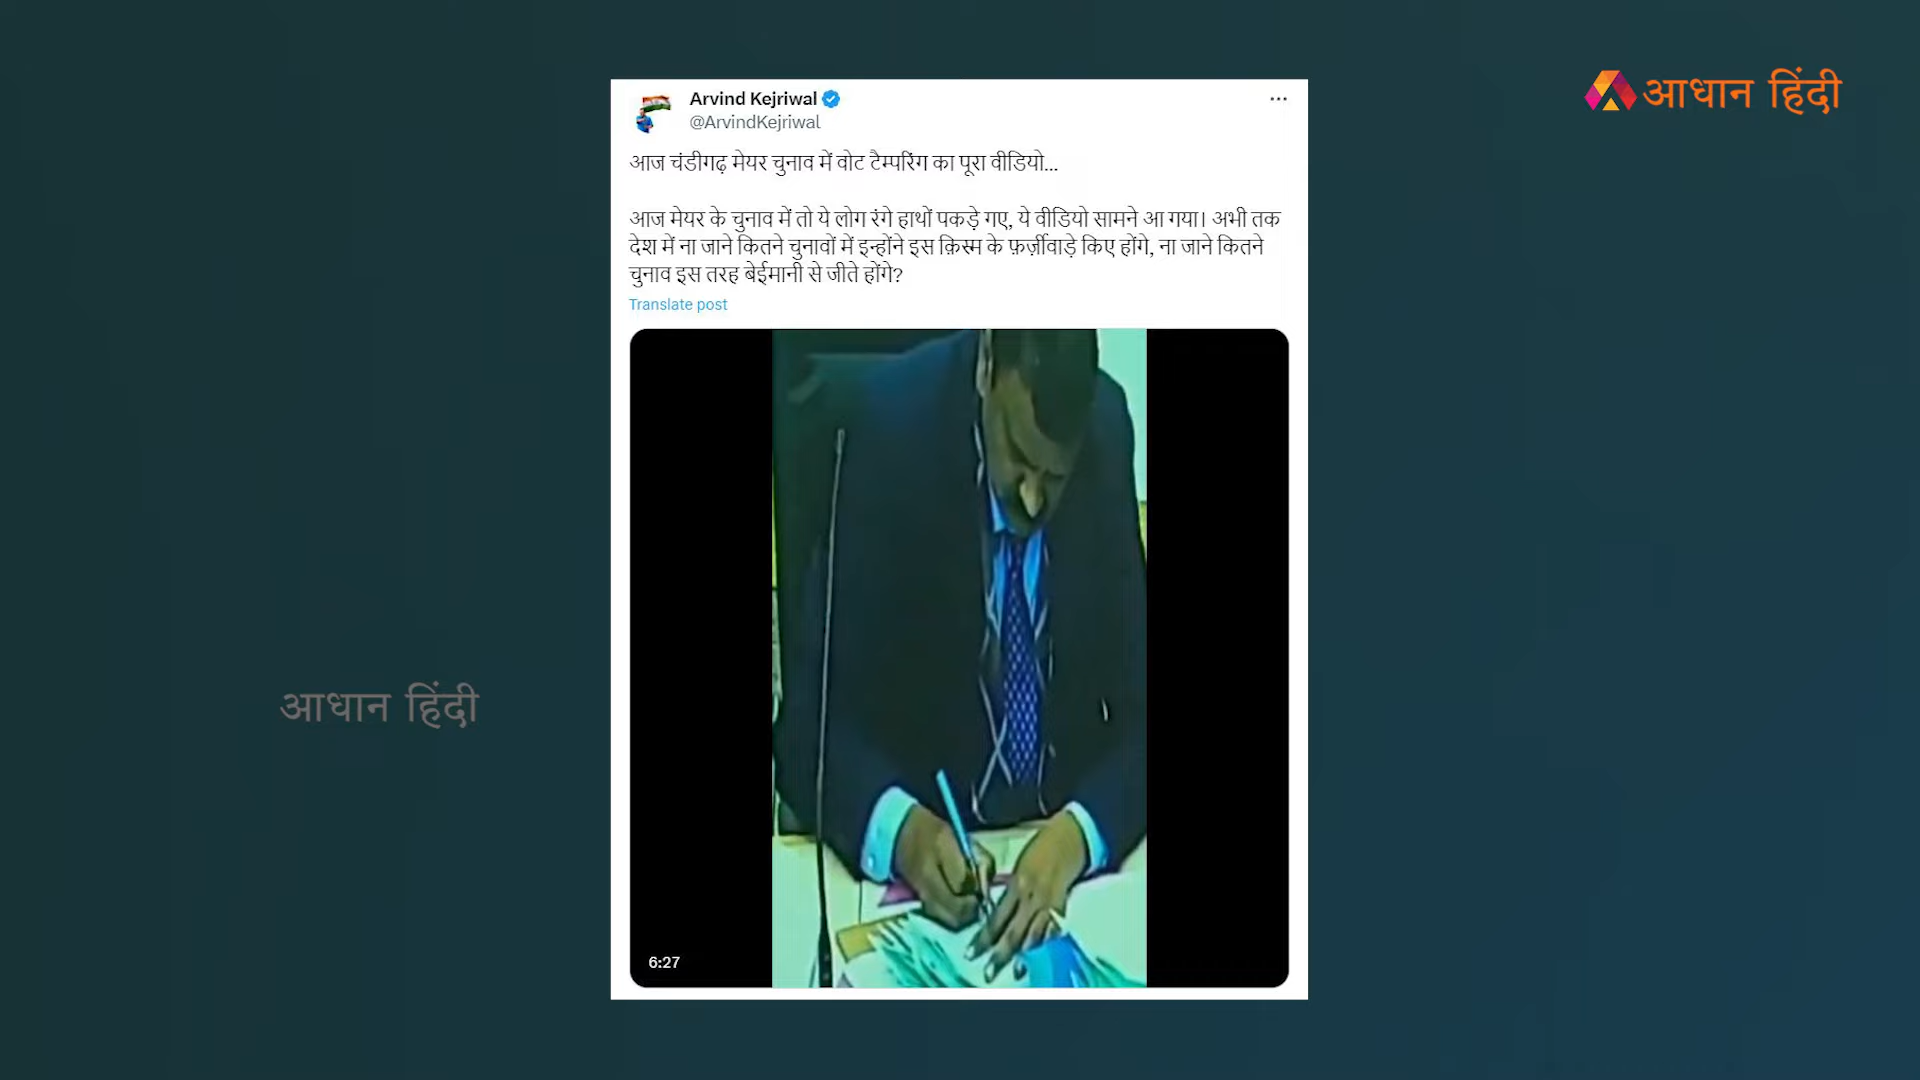 Arvind Kejriwal
@ArvindKejriwal
आधान हिंदी
आज चंडीगढ़ मेयर चुनाव में वोट टैम्परिंग का पूरा वीडियो...
आज मेयर के चुनाव में तो ये लोग रंगे हाथों पकड़े गए, ये वीडियो सामने आ गया। अभी तक
देश में ना जाने कितने चुनावों में इन्होंने इस क़िस्म के फ़र्ज़ीवाड़े किए होंगे, ना जाने कितने
चुनाव इस तरह बेईमानी से जीते होंगे?
Translate post
आधान हिंदी
6:27